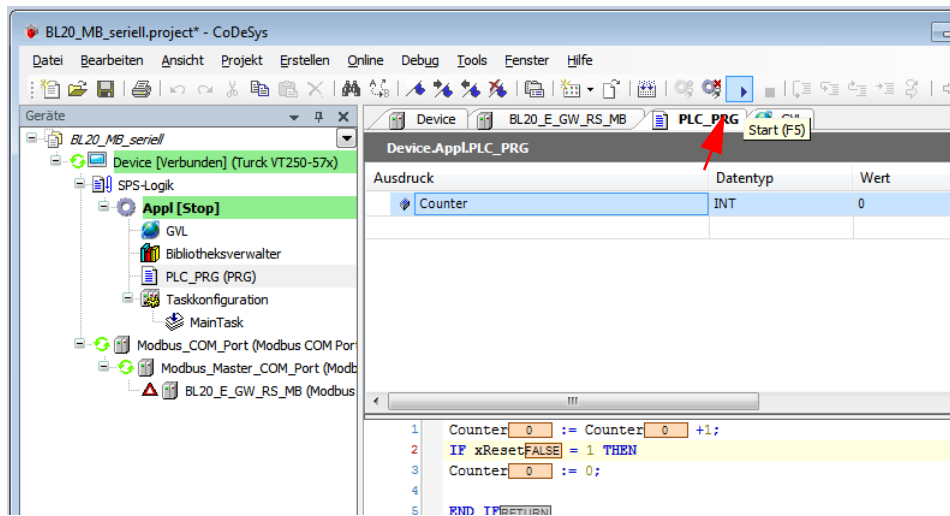 BL20_MB_seriell.project* - CoDeSys
Datei Bearbeiten Ansicht Projekt Erstellen Online Debug Tools Fenster Hilfe
Geräte
BL20_MB_seriell
Device [Verbunden] (Turck VT250-57x)
SPS-Logik
Appl [Stop]
GVL
Bibliotheksverwalter
PLC_PRG (PRG)
Taskkonfiguration
MainTask
Modbus_COM_Port (Modbus COM Por
Modbus_Master_COM_Port (Modb
BL20_E_GW_RS_MB (Modbus
Device BL20_E_GW_RS_MB PLC_PRG GVL
Start (F5)
Device.Appl.PLC_PRG
Ausdruck Datentyp Wert
Counter INT 0
1 Counter 0 := Counter 0 +1;
2 IF xReset FALSE = 1 THEN
3 Counter 0 := 0;
4
5 END_IF RETURN